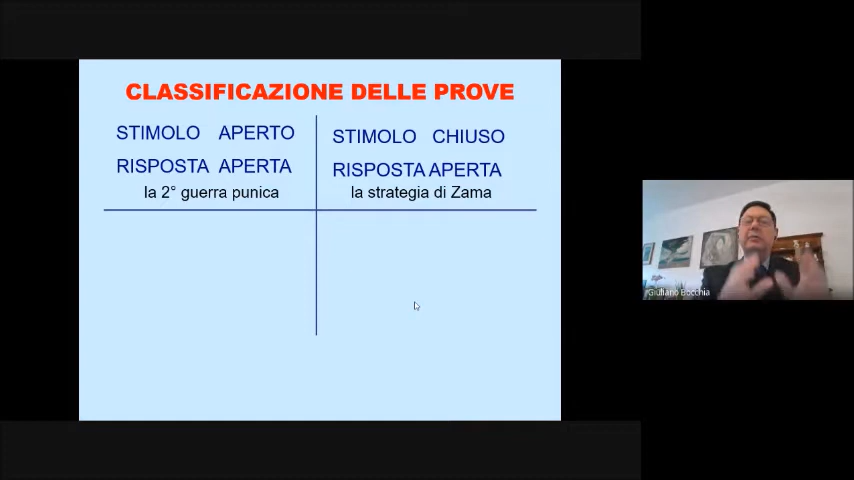 CLASSIFICAZIONE DELLE PROVE
STIMOLO APERTO
RISPOSTA APERTA
la 2° guerra punica
STIMOLO CHIUSO
RISPOSTA APERTA
la strategia di Zama
Giuliano Bocchia